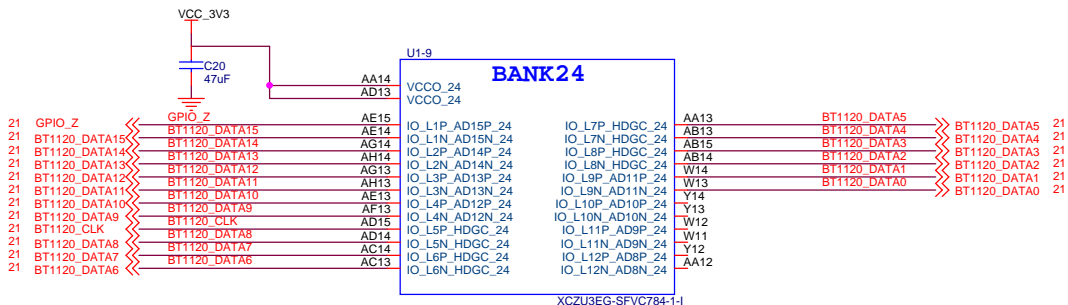 VCC_3V3
C20
47uF
U1-9
BANK24
AA14 VCCO_24
AD13 VCCO_24
21 GPIO_Z GPIO_Z AE15 IO_L1P_AD15P_24 IO_L7P_HDGC_24 AA13 BT1120_DATA5 BT1120_DATA5 21
21 BT1120_DATA15 BT1120_DATA15 AE14 IO_L1N_AD15N_24 IO_L7N_HDGC_24 AB13 BT1120_DATA4 BT1120_DATA4 21
21 BT1120_DATA14 BT1120_DATA14 AG14 IO_L2P_AD14P_24 IO_L8P_HDGC_24 AB15 BT1120_DATA3 BT1120_DATA3 21
21 BT1120_DATA13 BT1120_DATA13 AH14 IO_L2N_AD14N_24 IO_L8N_HDGC_24 AB14 BT1120_DATA2 BT1120_DATA2 21
21 BT1120_DATA12 BT1120_DATA12 AG13 IO_L3P_AD13P_24 IO_L9P_AD11P_24 W14 BT1120_DATA1 BT1120_DATA1 21
21 BT1120_DATA11 BT1120_DATA11 AH13 IO_L3N_AD13N_24 IO_L9N_AD11N_24 W13 BT1120_DATA0 BT1120_DATA0 21
21 BT1120_DATA10 BT1120_DATA10 AE13 IO_L4P_AD12P_24 IO_L10P_AD10P_24 Y14
21 BT1120_DATA9 BT1120_DATA9 AF13 IO_L4N_AD12N_24 IO_L10N_AD10N_24 Y13
21 BT1120_CLK BT1120_CLK AD15 IO_L5P_HDGC_24 IO_L11P_AD9P_24 W12
21 BT1120_DATA8 BT1120_DATA8 AD14 IO_L5N_HDGC_24 IO_L11N_AD9N_24 W11
21 BT1120_DATA7 BT1120_DATA7 AC14 IO_L6P_HDGC_24 IO_L12P_AD8P_24 Y12
21 BT1120_DATA6 BT1120_DATA6 AC13 IO_L6N_HDGC_24 IO_L12N_AD8N_24 AA12
XCZU3EG-SFVC784-1-I